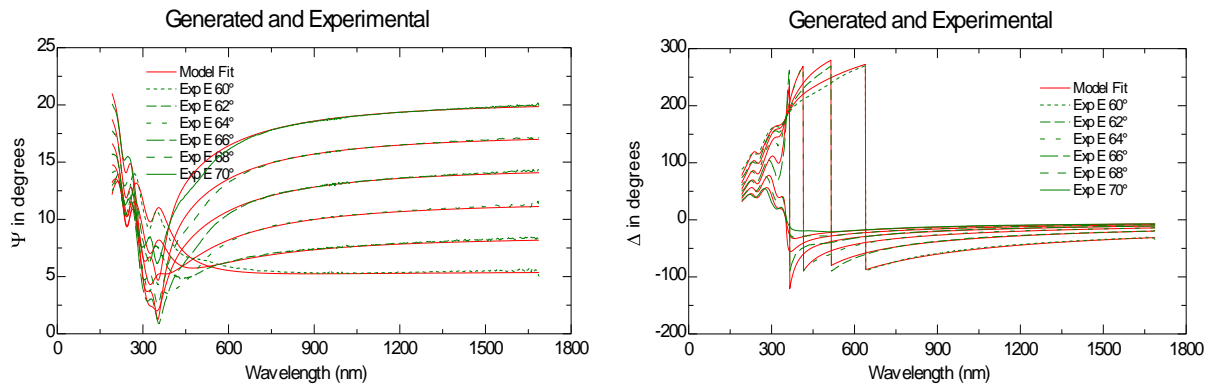 Generated and Experimental
25
20
15
10
5
0
Ψ in degrees
Model Fit
Exp E 60°
Exp E 62°
Exp E 64°
Exp E 66°
Exp E 68°
Exp E 70°
0 300 600 900 1200 1500 1800
Wavelength (nm)
Generated and Experimental
300
200
100
0
-100
-200
Δ in degrees
Model Fit
Exp E 60°
Exp E 62°
Exp E 64°
Exp E 66°
Exp E 68°
Exp E 70°
0 300 600 900 1200 1500 1800
Wavelength (nm)